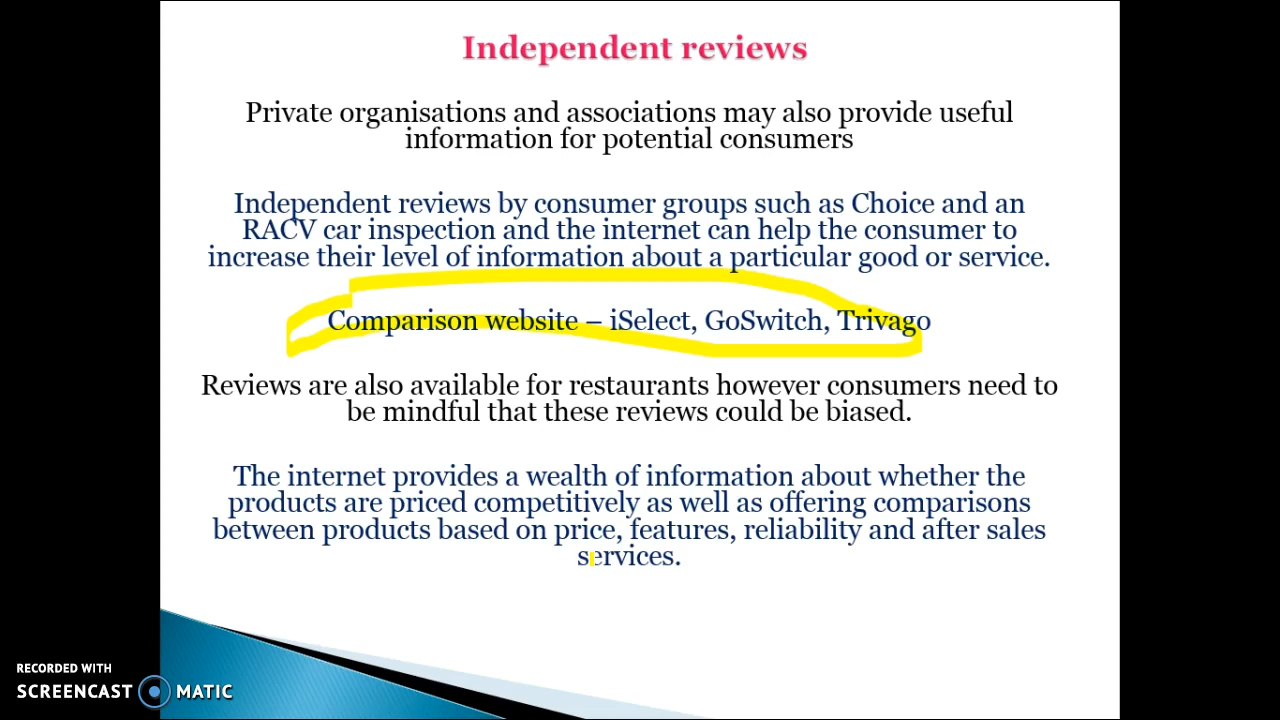 Independent reviews
Private organisations and associations may also provide useful
information for potential consumers
Independent reviews by consumer groups such as Choice and an
RACV car inspection and the internet can help the consumer to
increase their level of information about a particular good or service.
Comparison website – iSelect, GoSwitch, Trivago
Reviews are also available for restaurants however consumers need to
be mindful that these reviews could be biased.
The internet provides a wealth of information about whether the
products are priced competitively as well as offering comparisons
between products based on price, features, reliability and after sales
services.
RECORDED WITH
SCREENCAST MATIC